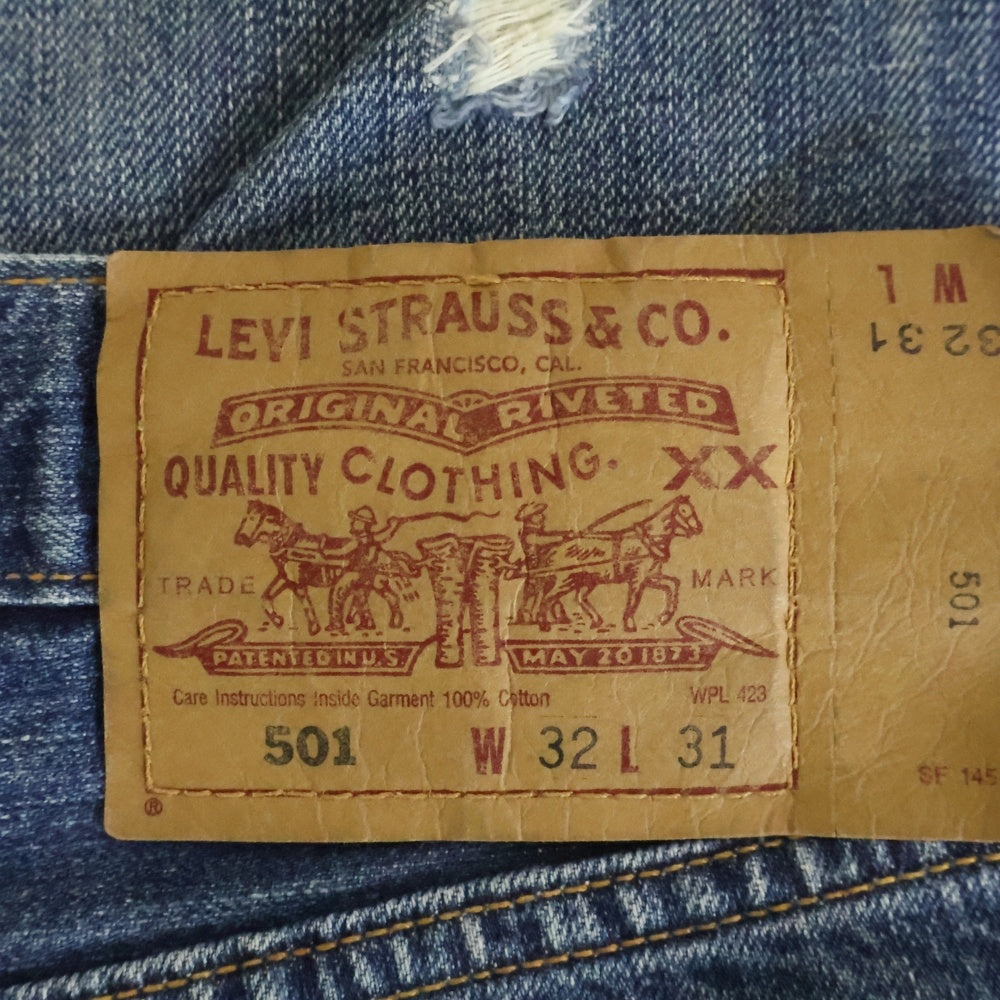 LEVI STRAUSS & CO.
SAN FRANCISCO, CAL.
ORIGINAL RIVETED
QUALITY CLOTHING. XX
TRADE MARK
PATENTED IN U.S. MAY 20 1873
Care Instructions Inside Garment 100% Cotton WPL 423
501 W 32 L 31
®
W L
32 31
501
SF 145